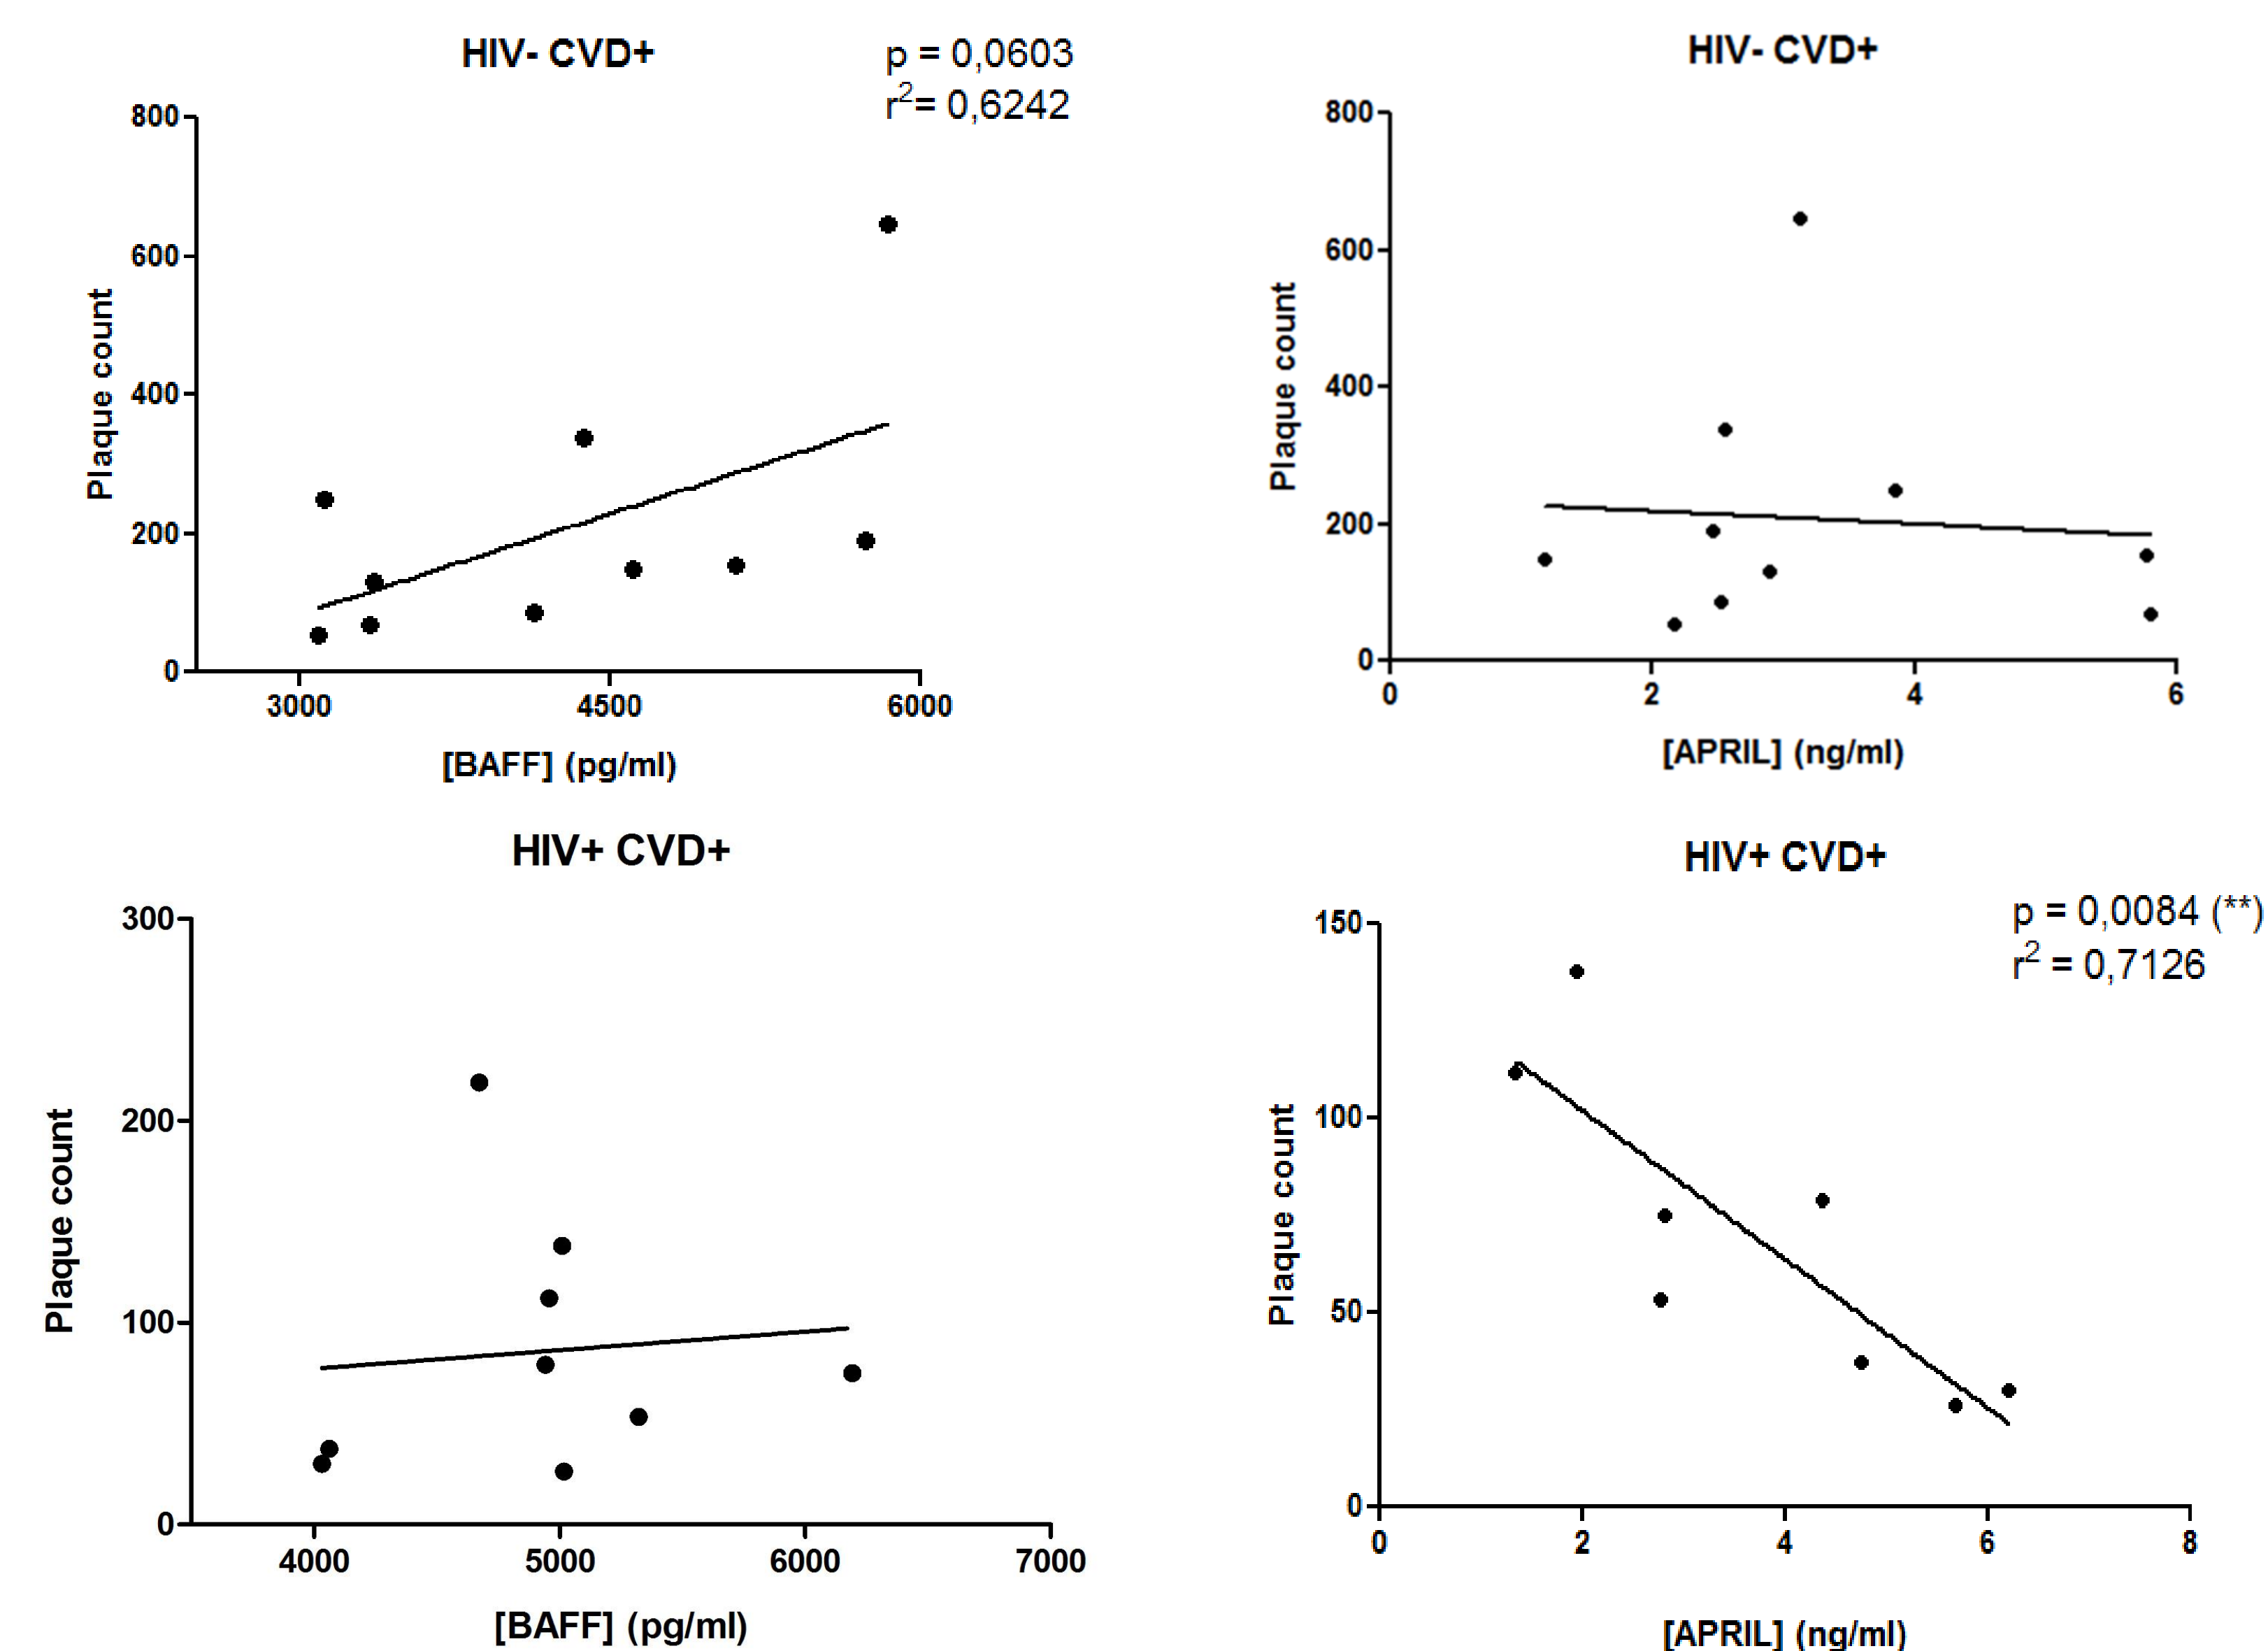 HIV- CVD+
p = 0,0603
r²= 0,6242
800
600
400
200
0
Plaque count
3000 4500 6000
[BAFF] (pg/ml)
HIV- CVD+
800
600
400
200
0
Plaque count
0 2 4 6
[APRIL] (ng/ml)
HIV+ CVD+
300
200
100
0
Plaque count
4000 5000 6000 7000
[BAFF] (pg/ml)
HIV+ CVD+
p = 0,0084 (**)
r² = 0,7126
150
100
50
0
Plaque count
0 2 4 6 8
[APRIL] (ng/ml)